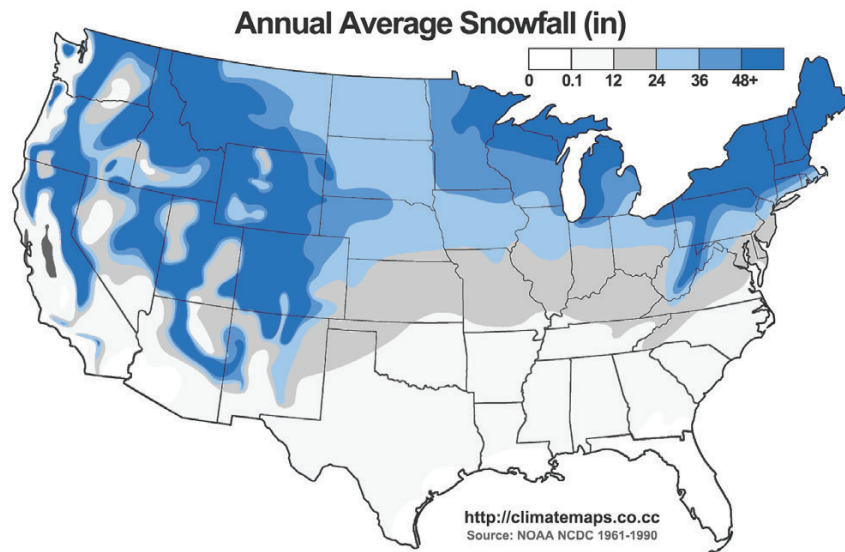 Annual Average Snowfall (in)
0 0.1 12 24 36 48+
http://climatemaps.co.cc
Source: NOAA NCDC 1961-1990